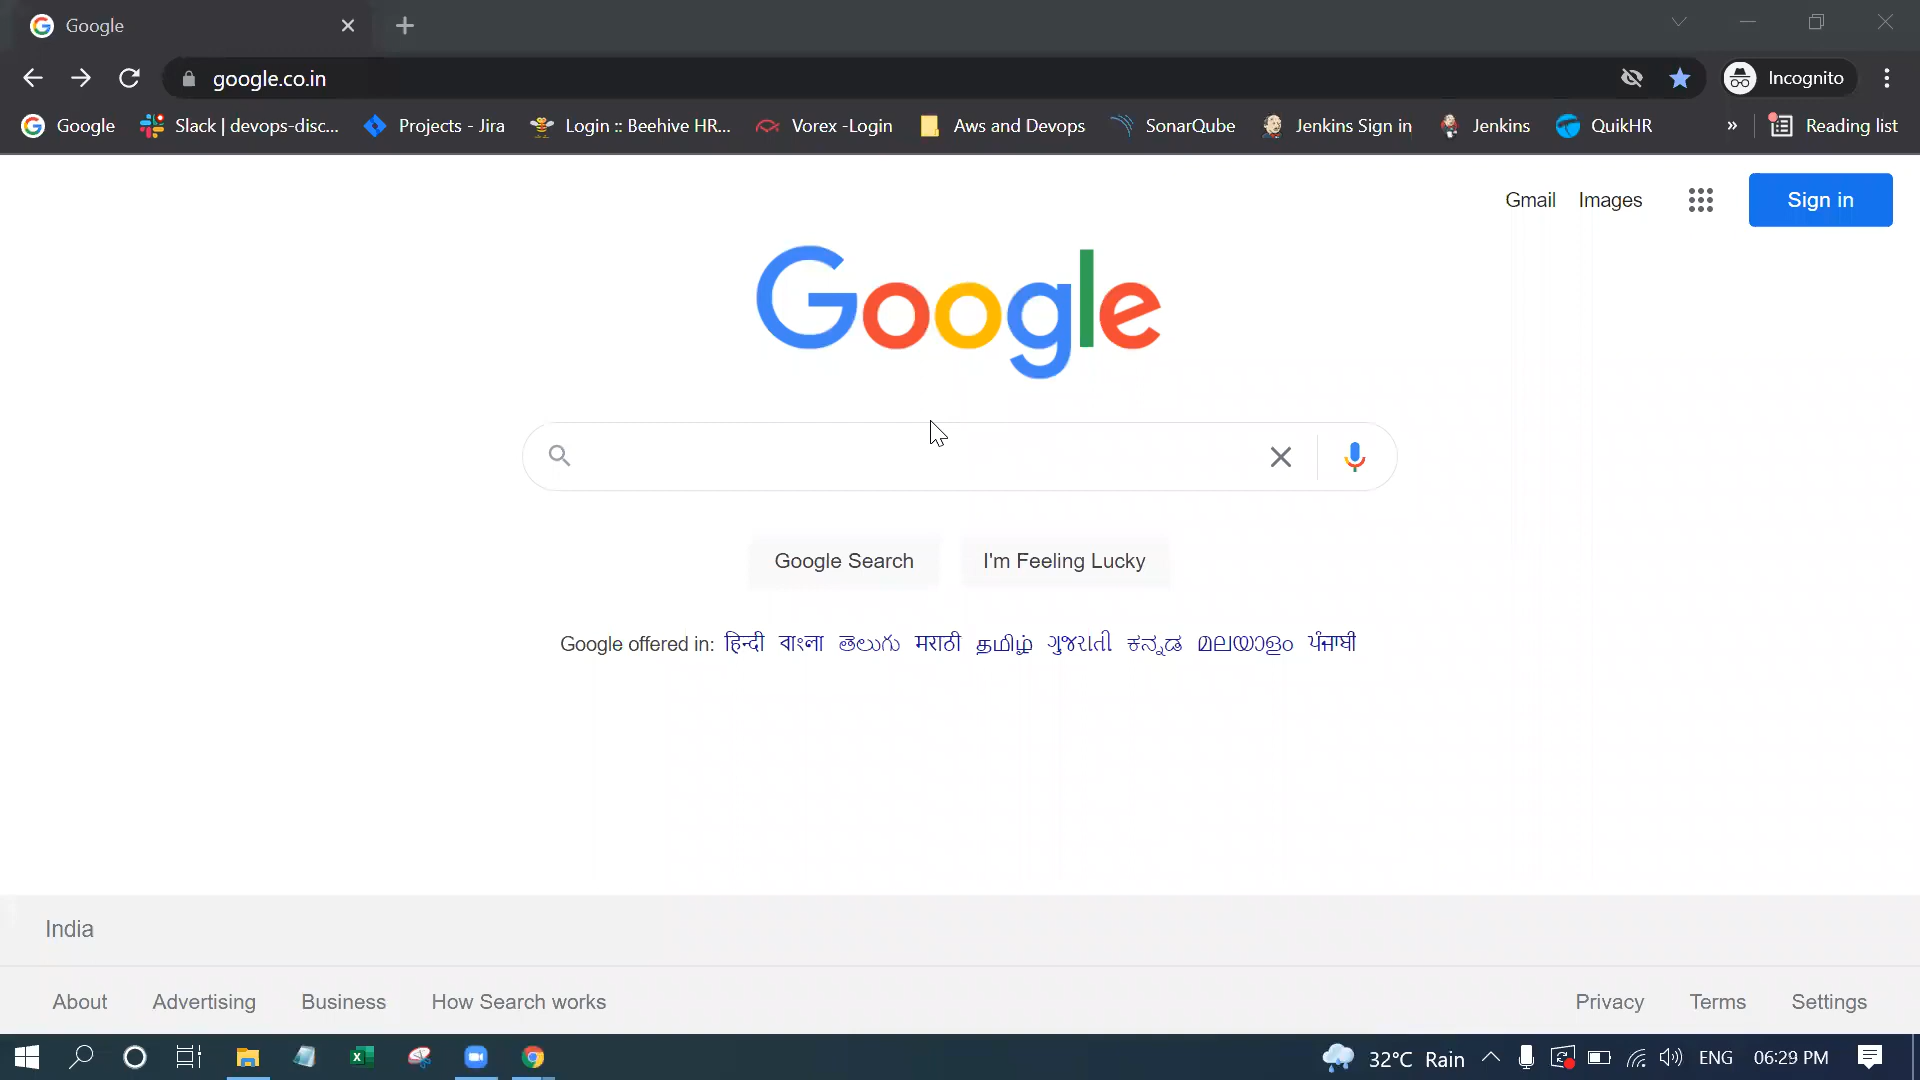 Google
google.co.in
Incognito
Google Slack | devops-disc... Projects - Jira Login :: Beehive HR... Vorex -Login Aws and Devops SonarQube Jenkins Sign in Jenkins QuikHR » Reading list
Gmail Images Sign in
Google
Google Search I'm Feeling Lucky
Google offered in: हिन्दी বাংলা తెలుగు मराठी தமிழ் ગુજરાતી ಕನ್ನಡ മലയാളം ਪੰਜਾਬੀ
India
About Advertising Business How Search works Privacy Terms Settings
32°C Rain ENG 06:29 PM